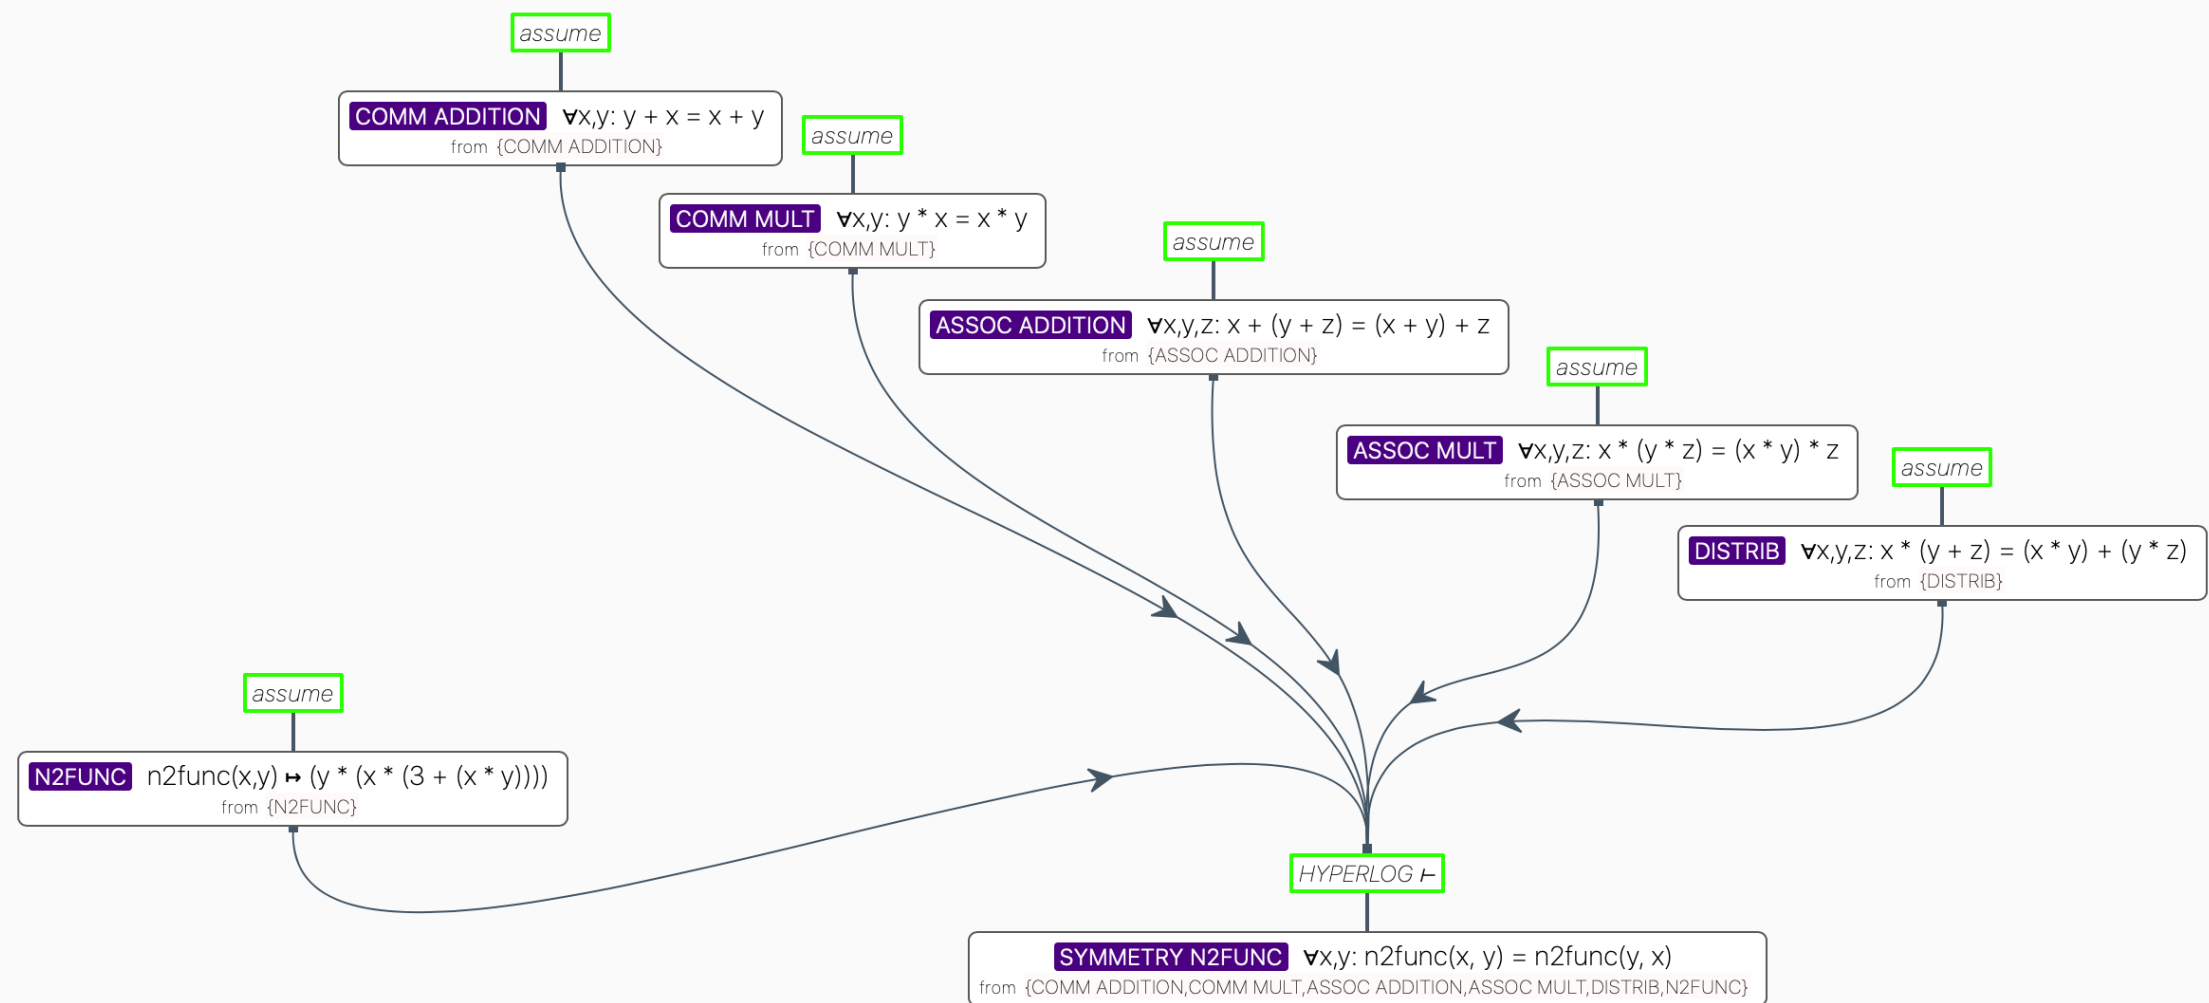 assume
COMM ADDITION ∀x,y: y + x = x + y
from {COMM ADDITION}
assume
COMM MULT ∀x,y: y * x = x * y
from {COMM MULT}
assume
ASSOC ADDITION ∀x,y,z: x + (y + z) = (x + y) + z
from {ASSOC ADDITION}
assume
ASSOC MULT ∀x,y,z: x * (y * z) = (x * y) * z
from {ASSOC MULT}
assume
DISTRIB ∀x,y,z: x * (y + z) = (x * y) + (y * z)
from {DISTRIB}
assume
N2FUNC n2func(x,y) ↦ (y * (x * (3 + (x * y))))
from {N2FUNC}
HYPERLOG ⊢
SYMMETRY N2FUNC ∀x,y: n2func(x, y) = n2func(y, x)
from {COMM ADDITION,COMM MULT,ASSOC ADDITION,ASSOC MULT,DISTRIB,N2FUNC}